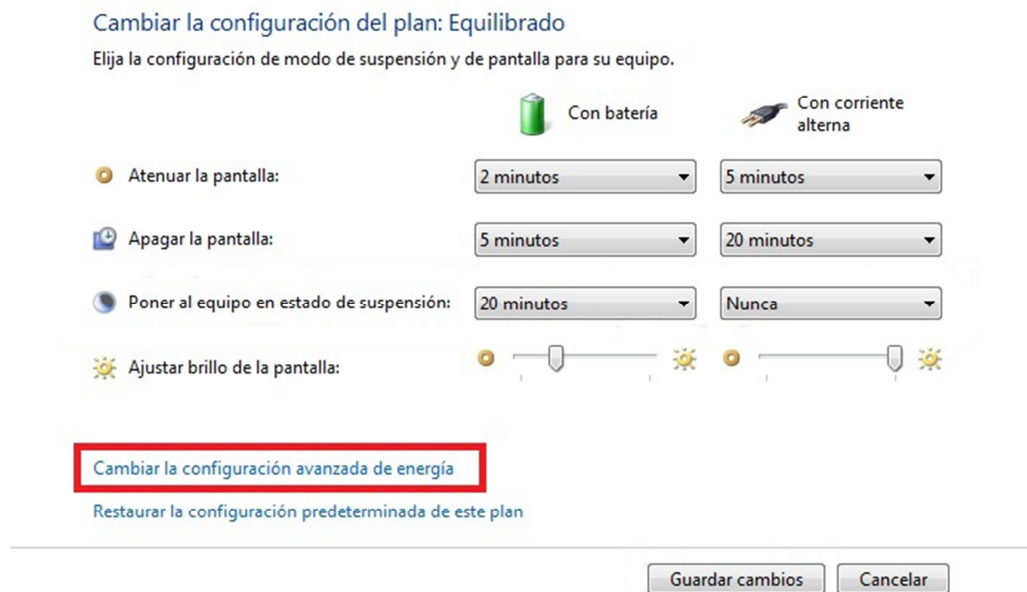 Cambiar la configuración del plan: Equilibrado
Elija la configuración de modo de suspensión y de pantalla para su equipo.
Con batería
Con corriente
alterna
Atenuar la pantalla:
2 minutos
5 minutos
Apagar la pantalla:
5 minutos
20 minutos
Poner al equipo en estado de suspensión:
20 minutos
Nunca
Ajustar brillo de la pantalla:
Cambiar la configuración avanzada de energía
Restaurar la configuración predeterminada de este plan
Guardar cambios
Cancelar